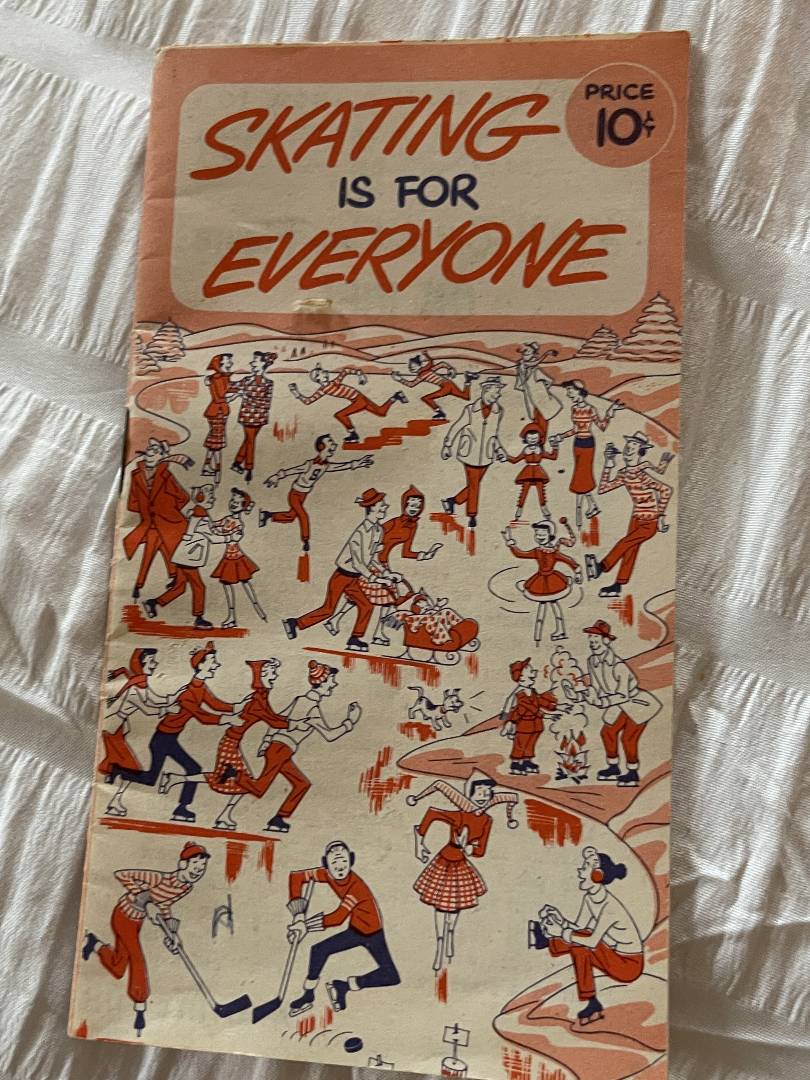 SKATING
IS FOR
EVERYONE
PRICE
10¢